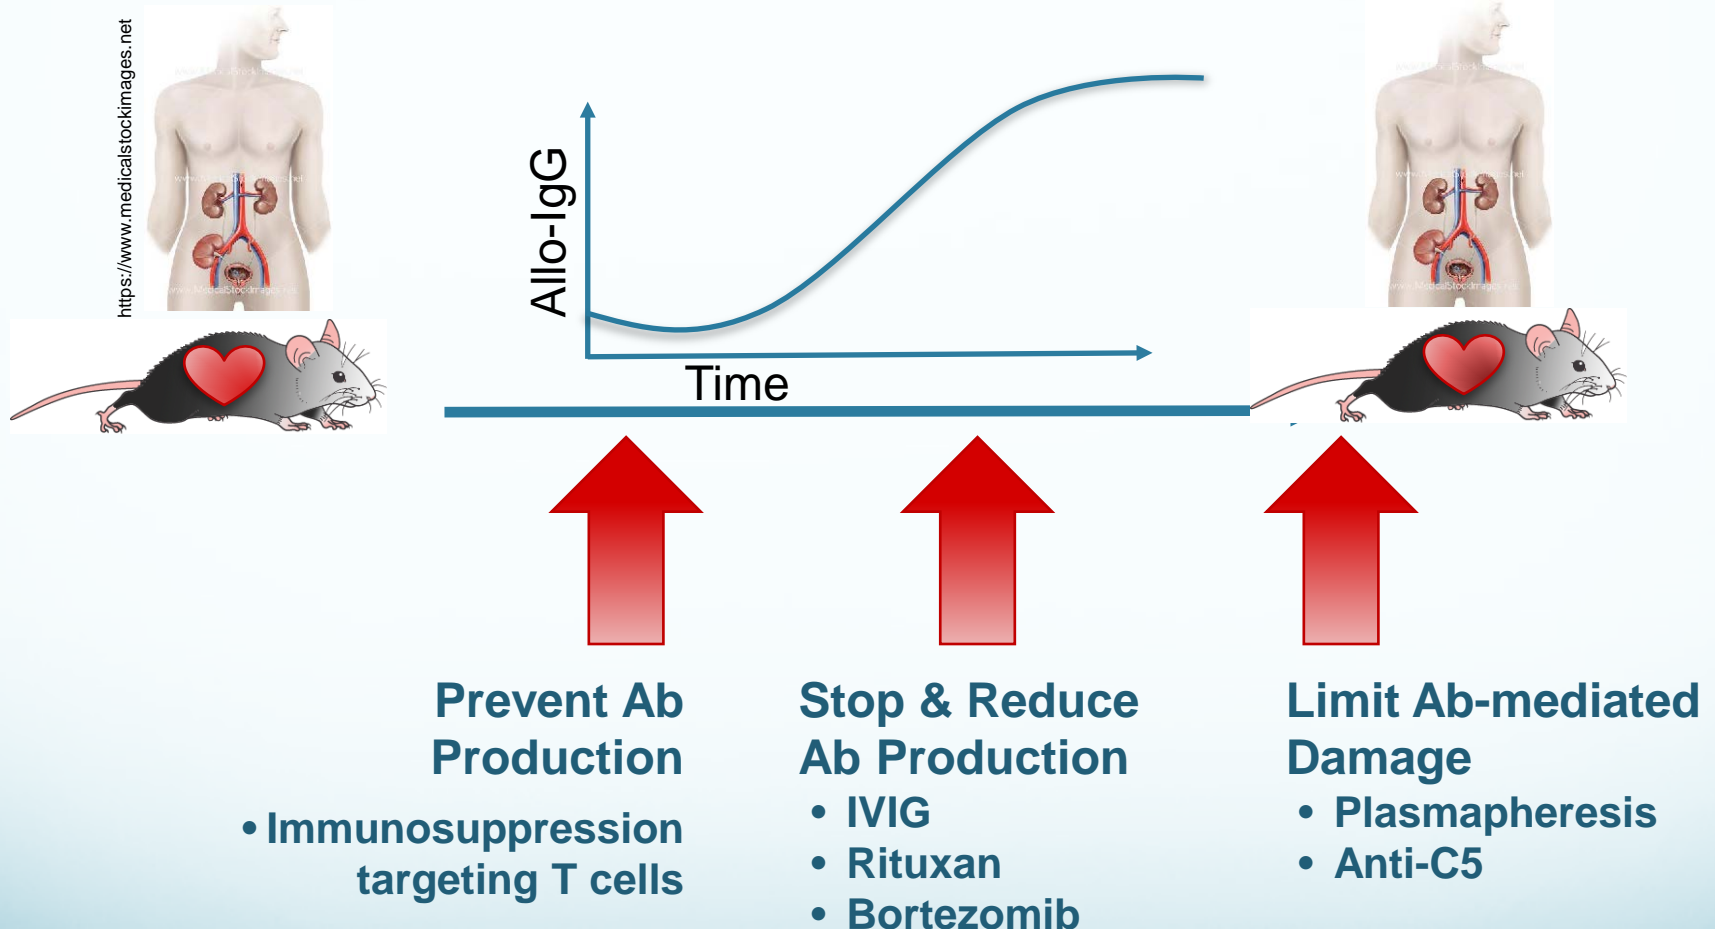 https://www.medicalstockimages.net
Allo-IgG
Time
Prevent Ab
Production
• Immunosuppression
targeting T cells
Stop & Reduce
Ab Production
• IVIG
• Rituxan
• Bortezomib
Limit Ab-mediated
Damage
• Plasmapheresis
• Anti-C5